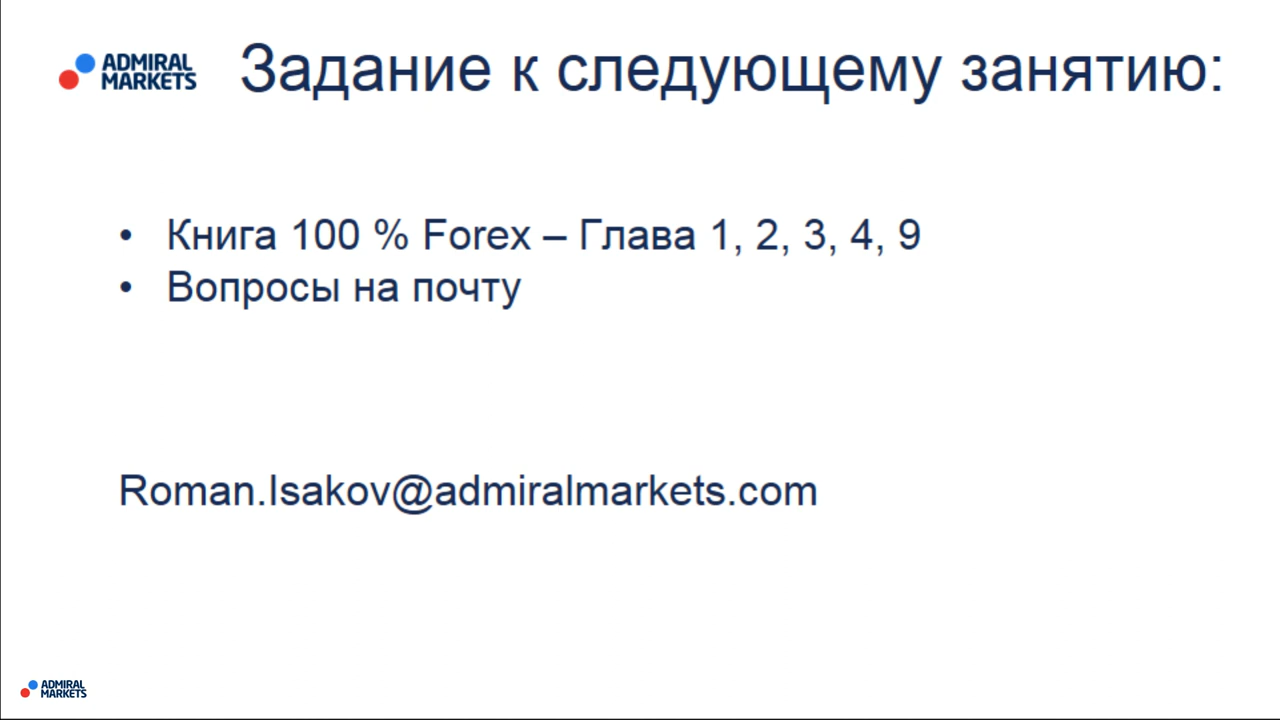 ADMIRAL
MARKETS
Задание к следующему занятию:
• Книга 100 % Forex – Глава 1, 2, 3, 4, 9
• Вопросы на почту
Roman.Isakov@admiralmarkets.com
ADMIRAL
MARKETS